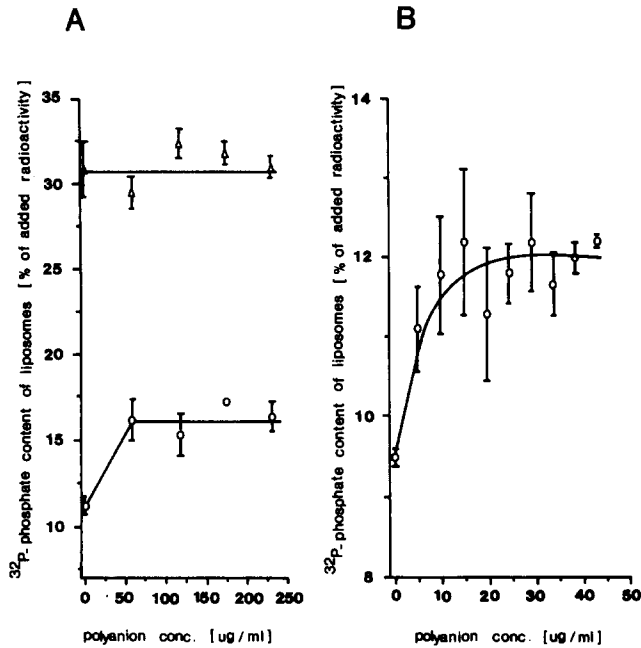 A
B
³²P-phosphate content of liposomes [ % of added radioactivity ]
35
30
25
20
15
10
0 50 100 150 200 250
polyanion conc. [ ug / ml ]
³²P-phosphate content of liposomes [ % of added radioactivity ]
14
12
10
8
0 10 20 30 40 50
polyanion conc. [ ug / ml ]